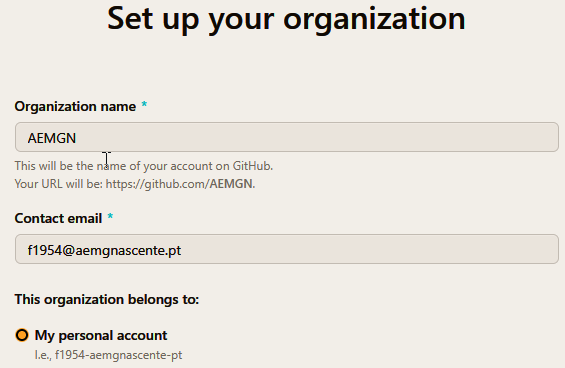 Set up your organization
Organization name *
AEMGN
This will be the name of your account on GitHub.
Your URL will be: https://github.com/AEMGN.
Contact email *
f1954@aemgnascente.pt
This organization belongs to:
My personal account
I.e., f1954-aemgnascente-pt